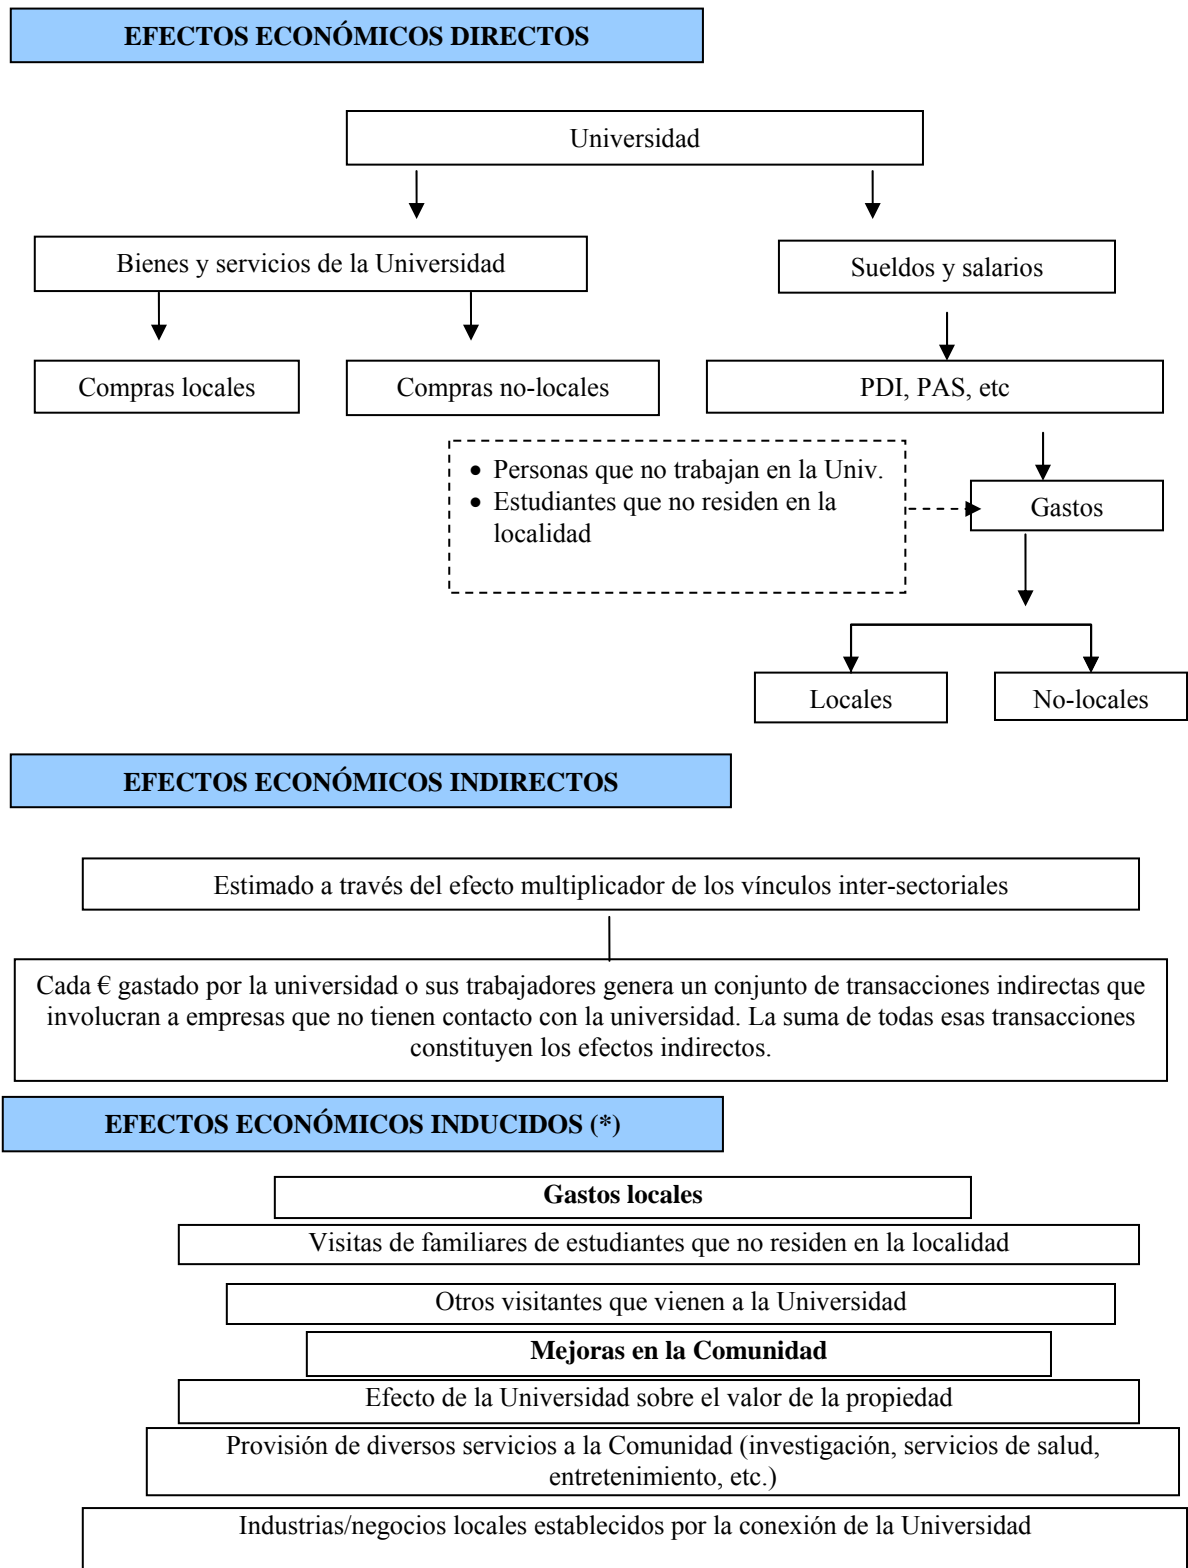 EFECTOS ECONÓMICOS DIRECTOS
Universidad
Bienes y servicios de la Universidad
Sueldos y salarios
Compras locales
Compras no-locales
PDI, PAS, etc
• Personas que no trabajan en la Univ.
• Estudiantes que no residen en la
localidad
Gastos
Locales
No-locales
EFECTOS ECONÓMICOS INDIRECTOS
Estimado a través del efecto multiplicador de los vínculos inter-sectoriales
Cada € gastado por la universidad o sus trabajadores genera un conjunto de transacciones indirectas que
involucran a empresas que no tienen contacto con la universidad. La suma de todas esas transacciones
constituyen los efectos indirectos.
EFECTOS ECONÓMICOS INDUCIDOS (*)
Gastos locales
Visitas de familiares de estudiantes que no residen en la localidad
Otros visitantes que vienen a la Universidad
Mejoras en la Comunidad
Efecto de la Universidad sobre el valor de la propiedad
Provisión de diversos servicios a la Comunidad (investigación, servicios de salud,
entretenimiento, etc.)
Industrias/negocios locales establecidos por la conexión de la Universidad